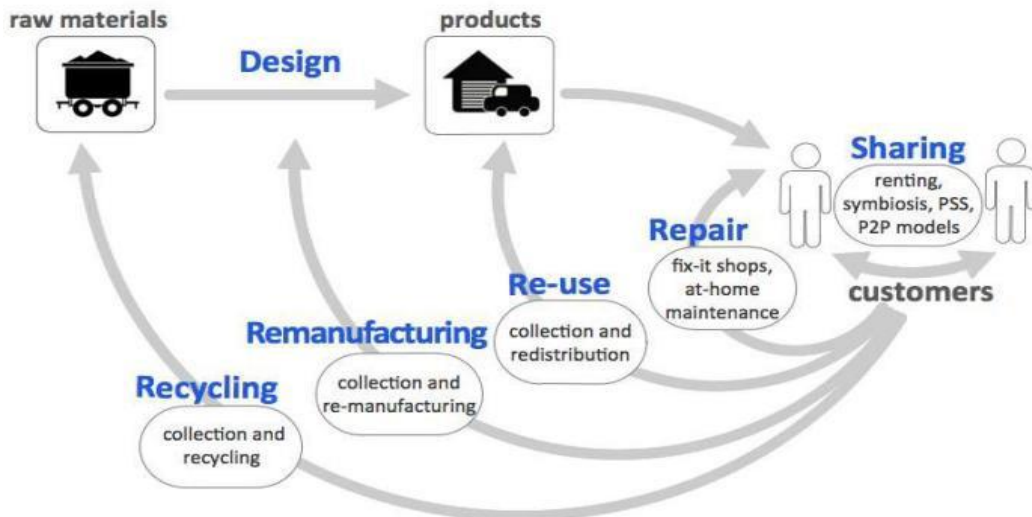 raw materials
products
Design
Sharing
renting,
symbiosis, PSS,
P2P models
Repair
fix-it shops,
at-home
maintenance
customers
Re-use
collection and
redistribution
Remanufacturing
collection and
re-manufacturing
Recycling
collection and
recycling